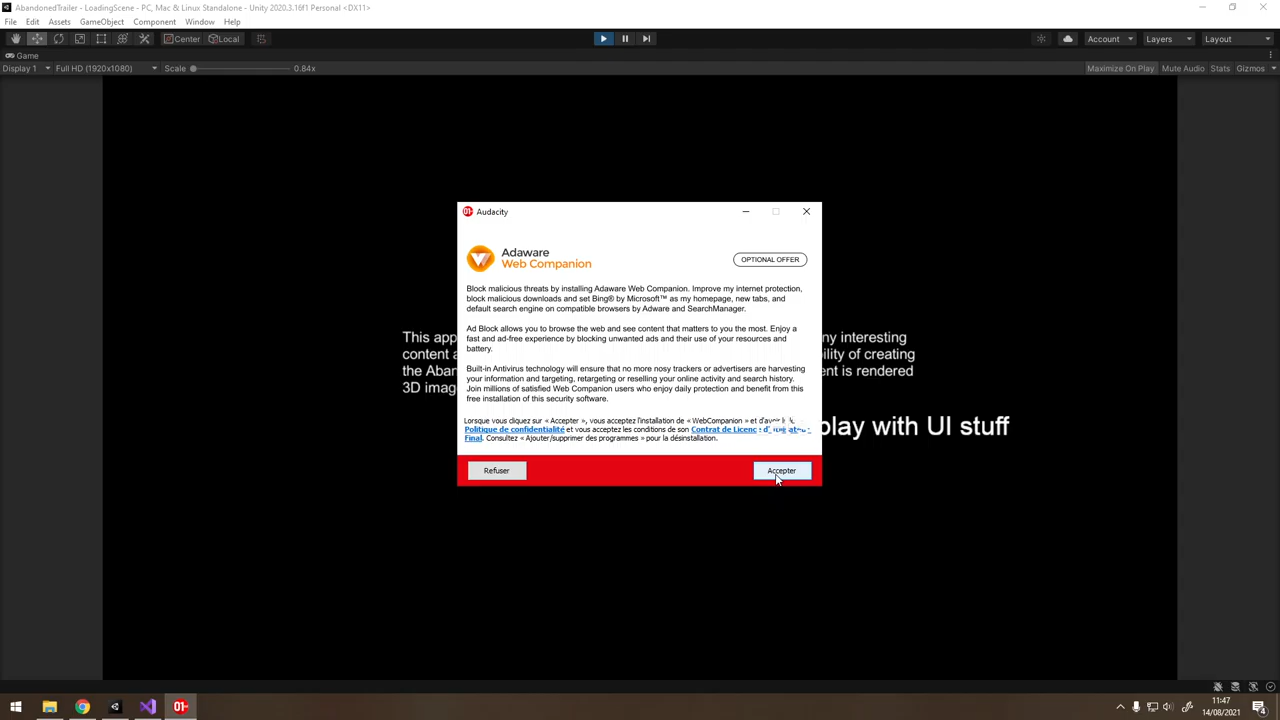 AbandonedTrailer - LoadingScene - PC, Mac & Linux Standalone - Unity 2020.3.16f1 Personal <DX11>
File Edit Assets GameObject Component Window Help
Center Local Account Layers Layout
Game
Display 1 Full HD (1920x1080) Scale 0.84x Maximize On Play Mute Audio Stats Gizmos
Audacity
Adaware
Web Companion
OPTIONAL OFFER
Block malicious threats by installing Adaware Web Companion. Improve my internet protection,
block malicious downloads and set Bing® by Microsoft™ as my homepage, new tabs, and
default search engine on compatible browsers by Adware and SearchManager.
Ad Block allows you to browse the web and see content that matters to you the most. Enjoy a
fast and ad-free experience by blocking unwanted ads and their use of your resources and
battery.
Built-in Antivirus technology will ensure that no more nosy trackers or advertisers are harvesting
your information and targeting, retargeting or reselling your online activity and search history.
Join millions of satisfied Web Companion users who enjoy daily protection and benefit from this
free installation of this security software.
Lorsque vous cliquez sur « Accepter », vous acceptez l'installation de « WebCompanion » et d'avoir
Politique de confidentialité et vous acceptez les conditions de son Contrat de Licence
Final. Consultez « Ajouter/supprimer des programmes » pour la désinstallation.
Refuser Accepter
This app ny interesting
content a bility of creating
the Aban ent is rendered
3D imag
play with UI stuff
11:47
14/08/2021
4